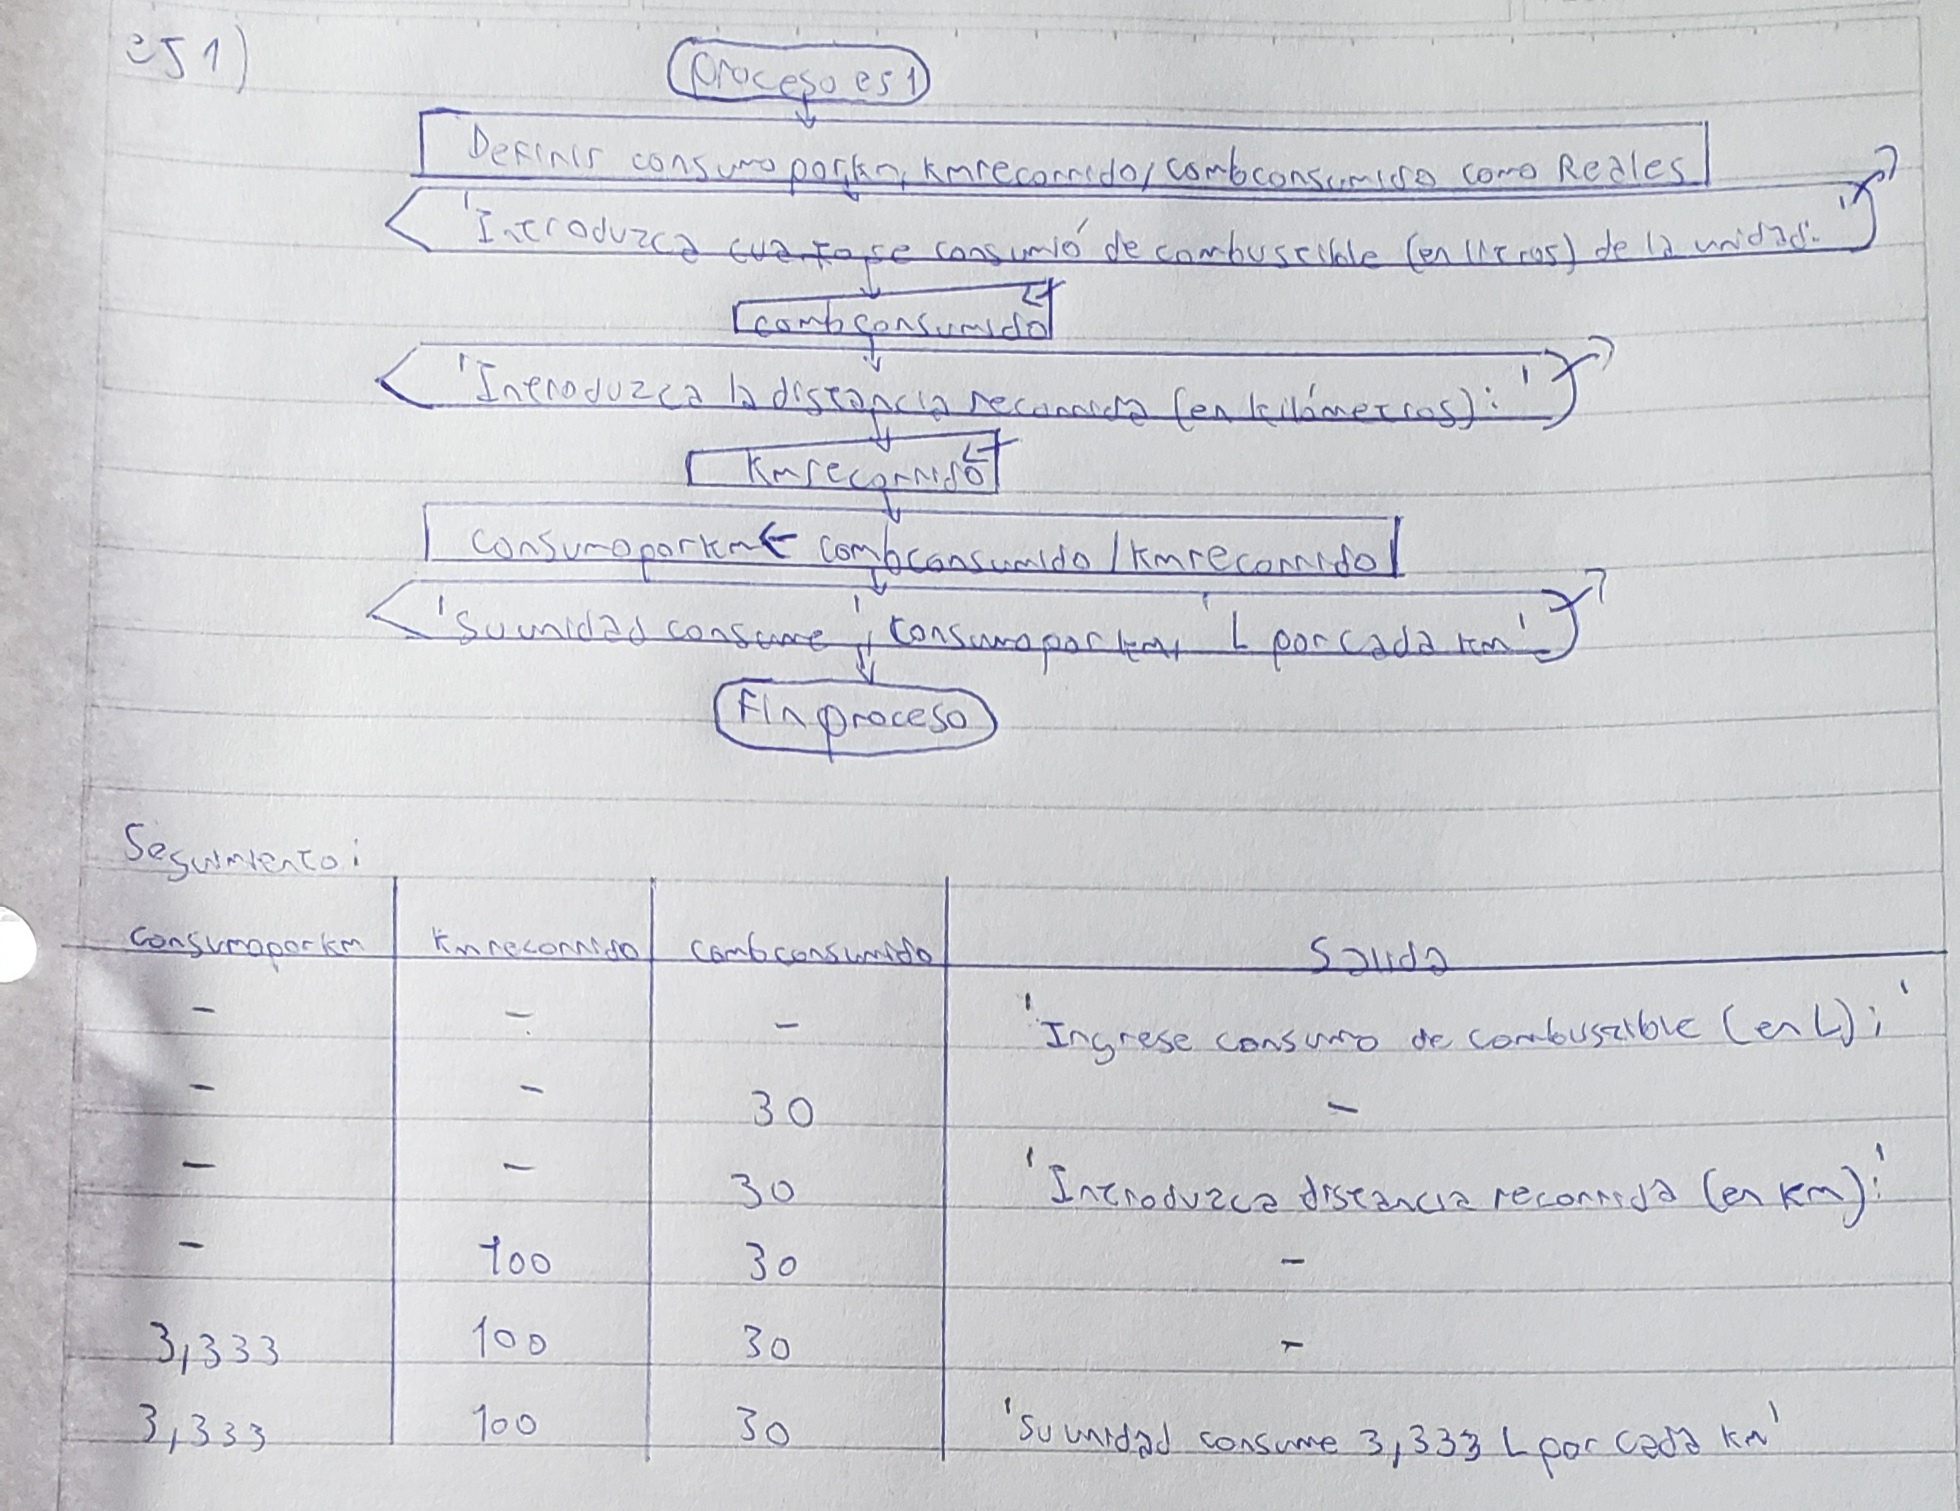 ej1)
proceso ej1
Definir consumoporkm, kmrecorrido, combconsumido como Reales
'Introduzca cuanto se consumió de combustible (en litros) de la unidad: '
combconsumido
'Introduzca la distancia recorrida (en kilómetros): '
kmrecorrido
consumoporkm ← combconsumido / kmrecorrido
'Su unidad consume ', consumoporkm, ' L por cada km'
Finproceso
Seguimiento:
consumoporkm kmrecorrido combconsumido Salida
- - - 'Ingrese consumo de combustible (en L): '
- - 30 -
- - 30 'Introduzca distancia recorrida (en km): '
- 100 30 -
3,333 100 30 -
3,333 100 30 'Su unidad consume 3,333 L por cada km'